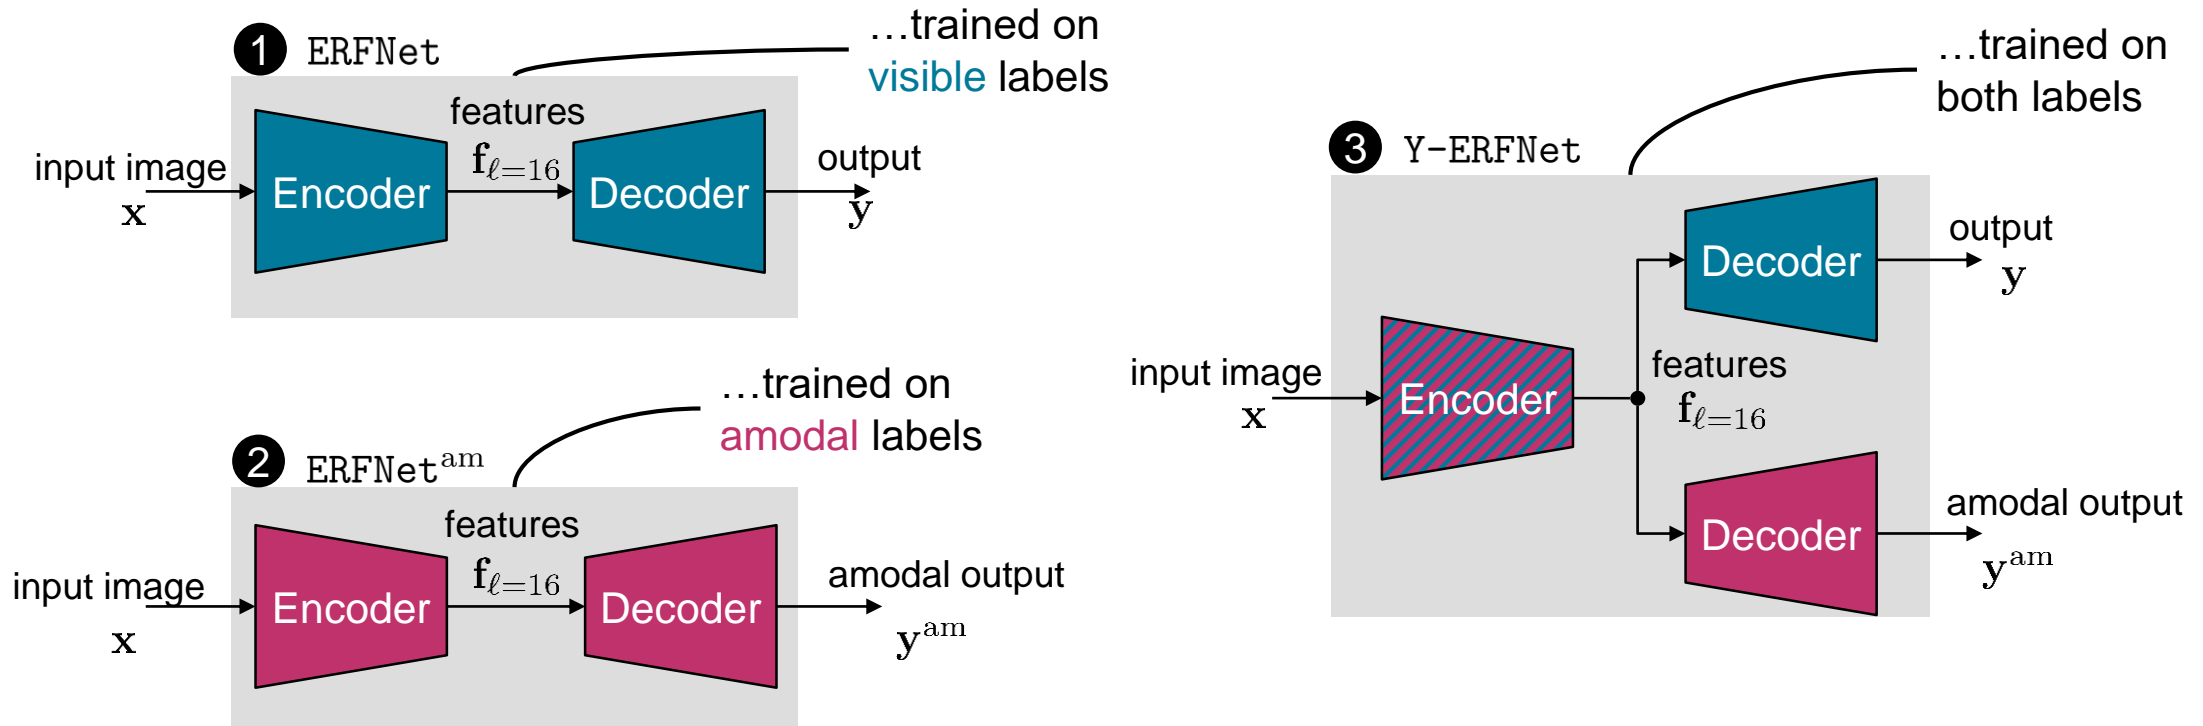 1 ERFNet
…trained on
visible labels
features
f_{ℓ=16}
input image
x
Encoder
Decoder
output
y
2 ERFNet^{am}
…trained on
amodal labels
features
f_{ℓ=16}
input image
x
Encoder
Decoder
amodal output
y^{am}
3 Y-ERFNet
…trained on
both labels
input image
x
Encoder
features
f_{ℓ=16}
Decoder
output
y
Decoder
amodal output
y^{am}